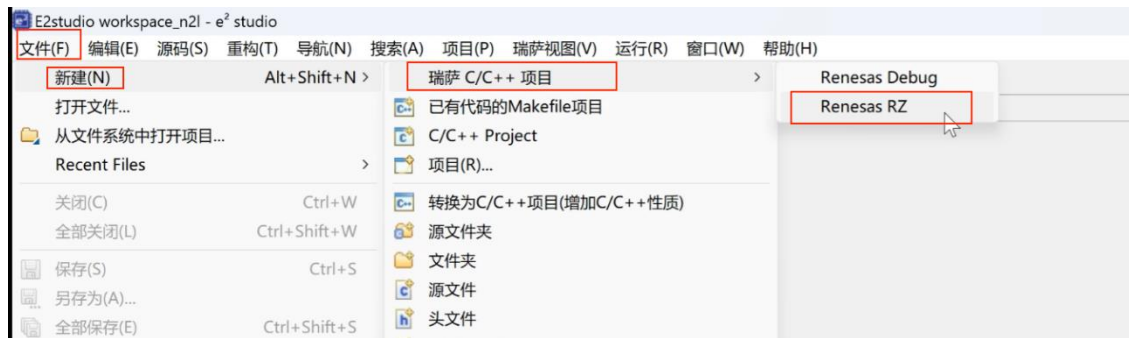 E2studio workspace_n2l - e² studio
文件(F) 编辑(E) 源码(S) 重构(T) 导航(N) 搜索(A) 项目(P) 瑞萨视图(V) 运行(R) 窗口(W) 帮助(H)
新建(N) Alt+Shift+N > 瑞萨 C/C++ 项目 > Renesas Debug
打开文件... 已有代码的Makefile项目 Renesas RZ
从文件系统中打开项目... C/C++ Project
Recent Files > 项目(R)...
关闭(C) Ctrl+W 转换为C/C++项目(增加C/C++性质)
全部关闭(L) Ctrl+Shift+W 源文件夹
保存(S) Ctrl+S 文件夹
另存为(A)... 源文件
全部保存(E) Ctrl+Shift+S 头文件